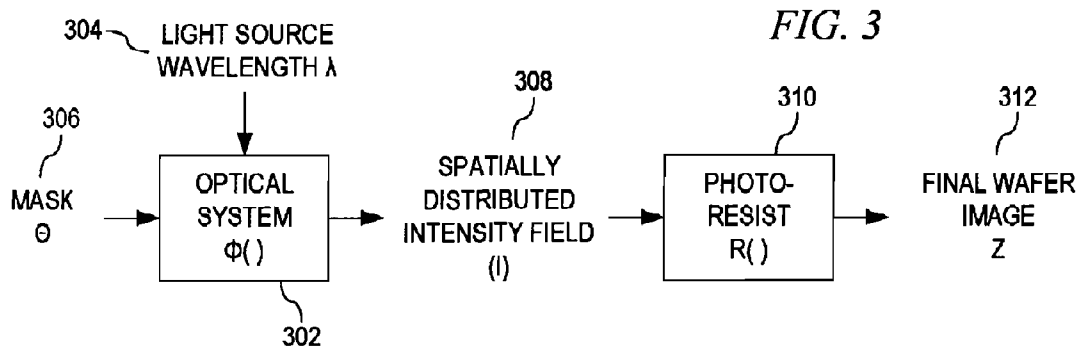 FIG. 3
304
LIGHT SOURCE
WAVELENGTH λ
306
MASK
Θ
OPTICAL
SYSTEM
Φ( )
302
308
SPATIALLY
DISTRIBUTED
INTENSITY FIELD
(I)
310
PHOTO-
RESIST
R( )
312
FINAL WAFER
IMAGE
Z